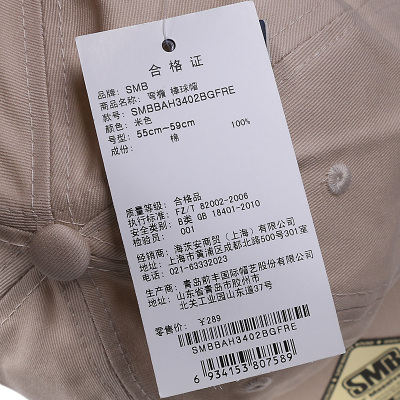 合格证
品牌: SMB
商品名称: 弯檐 棒球帽
款号: SMBBAH3402BGFRE
颜色: 米色
号型: 55cm~59cm
成份: 棉 100%
质量等级: 合格品
执行标准: FZ/T 82002-2006
安全类别: B类 GB 18401-2010
检验员: 001
经销商: 海茨安商贸(上海)有限公司
地址: 上海市黄浦区成都北路500号301室
电话: 021-63332023
生产商: 青岛前丰国际帽艺股份有限公司
地址: 山东省青岛市胶州市
北关工业园山东道37号
零售价: ¥289
SMBBAH3402BGFRE
6 934153 807589
SMB